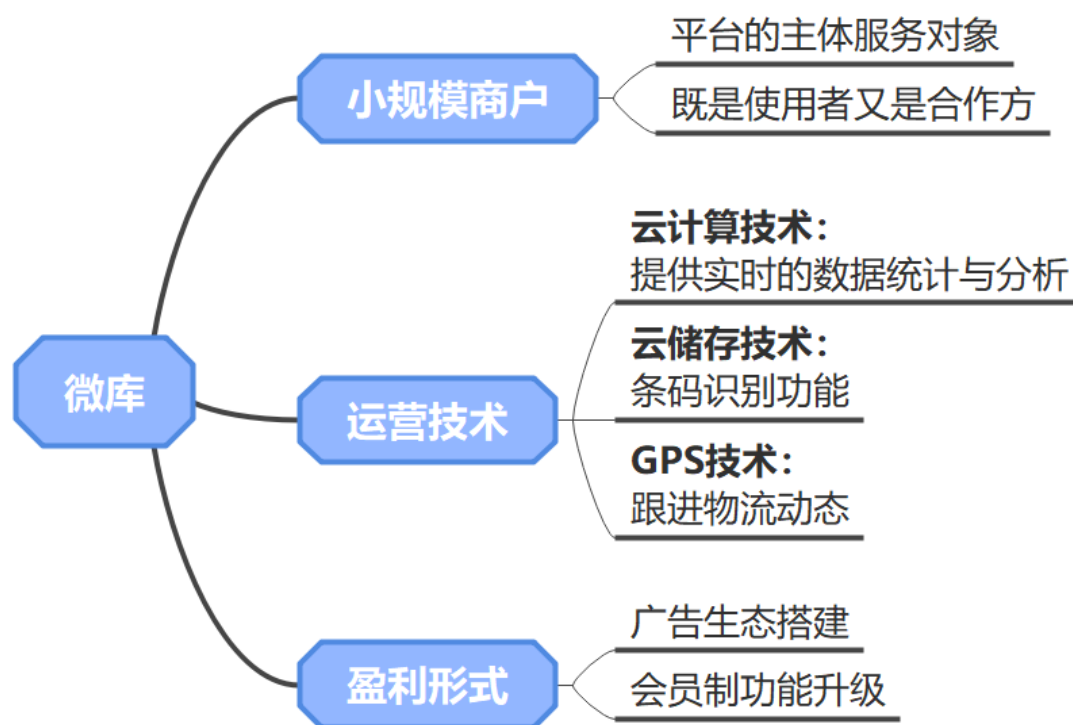 微库
小规模商户
平台的主体服务对象
既是使用者又是合作方
运营技术
云计算技术：
提供实时的数据统计与分析
云储存技术：
条码识别功能
GPS技术：
跟进物流动态
盈利形式
广告生态搭建
会员制功能升级